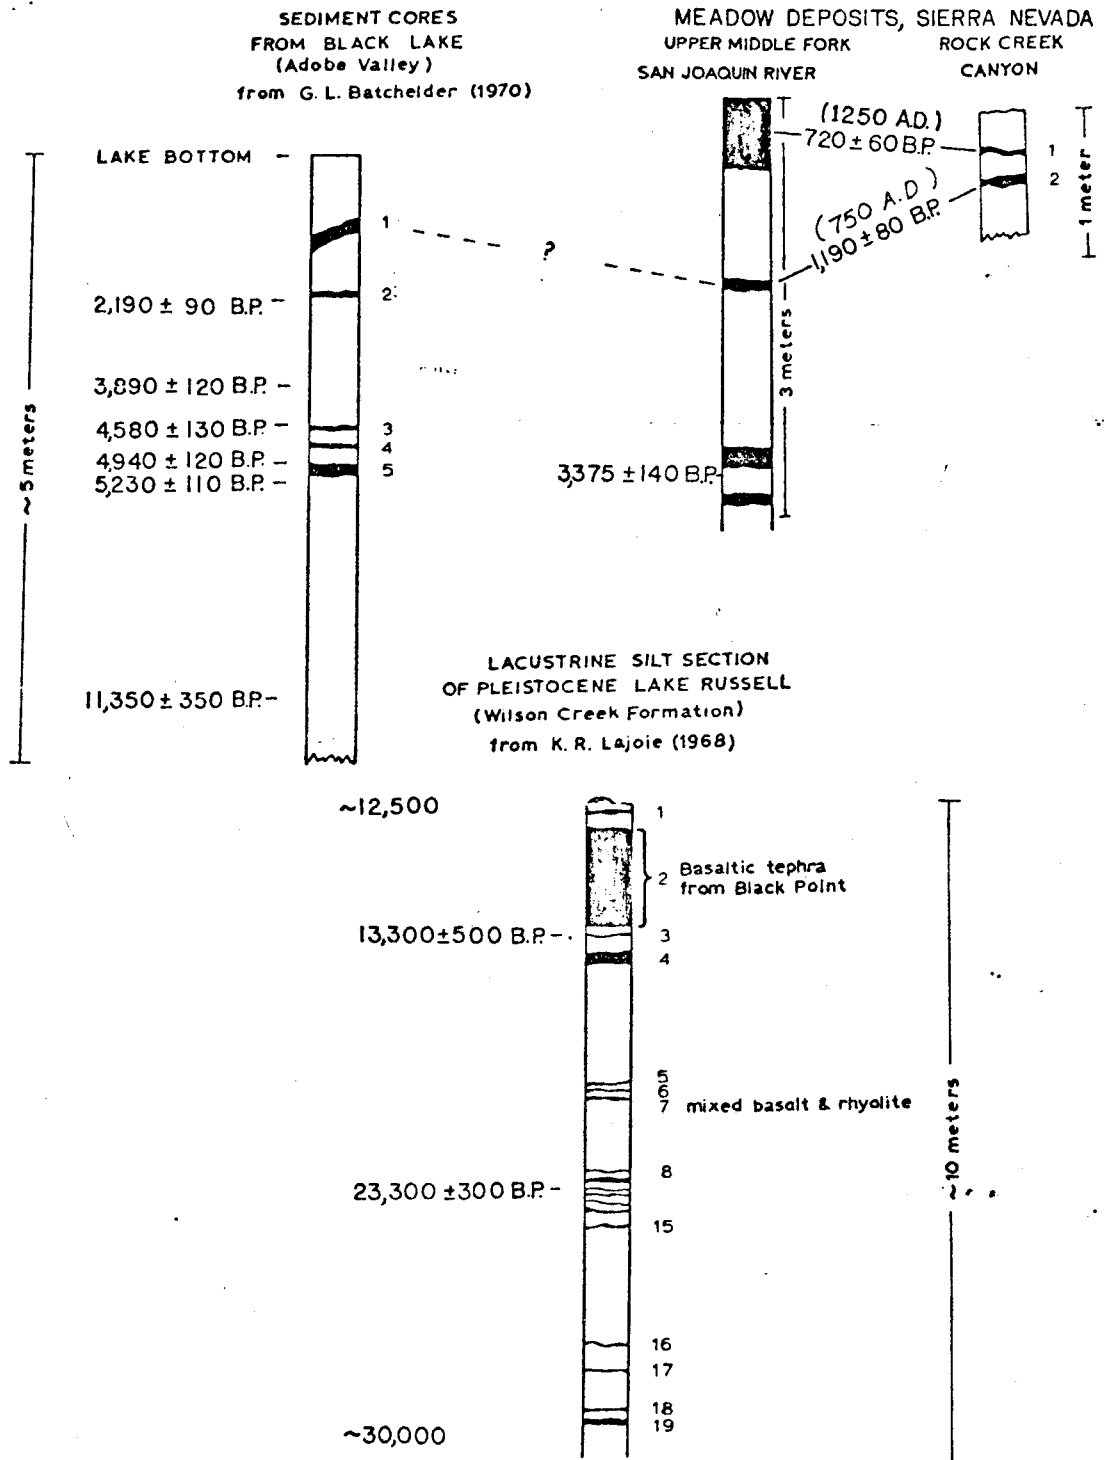 SEDIMENT CORES
FROM BLACK LAKE
(Adobe Valley)
from G. L. Batchelder (1970)
MEADOW DEPOSITS, SIERRA NEVADA
UPPER MIDDLE FORK
SAN JOAQUIN RIVER
ROCK CREEK
CANYON
LAKE BOTTOM -
1
2
2,190 ± 90 B.P. -
3,890 ± 120 B.P. -
4,580 ± 130 B.P. -
3
4
4,940 ± 120 B.P. -
5
5,230 ± 110 B.P. -
11,350 ± 350 B.P. -
~5 meters
?
(1250 A.D.)
720 ± 60 B.P.
(750 A.D)
1,190 ± 80 B.P.
3,375 ± 140 B.P.
3 meters
1
2
1 meter
LACUSTRINE SILT SECTION
OF PLEISTOCENE LAKE RUSSELL
(Wilson Creek Formation)
from K. R. Lajoie (1968)
~12,500
1
2 Basaltic tephra
from Black Point
13,300±500 B.P. -
3
4
5
6
7 mixed basalt & rhyolite
8
23,300 ±300 B.P. -
15
16
17
18
19
~30,000
~10 meters